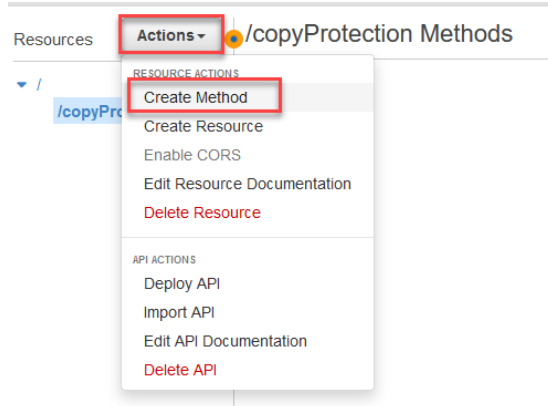 Resources
Actions
/copyProtection Methods
/
/copyPro
RESOURCE ACTIONS
Create Method
Create Resource
Enable CORS
Edit Resource Documentation
Delete Resource
API ACTIONS
Deploy API
Import API
Edit API Documentation
Delete API